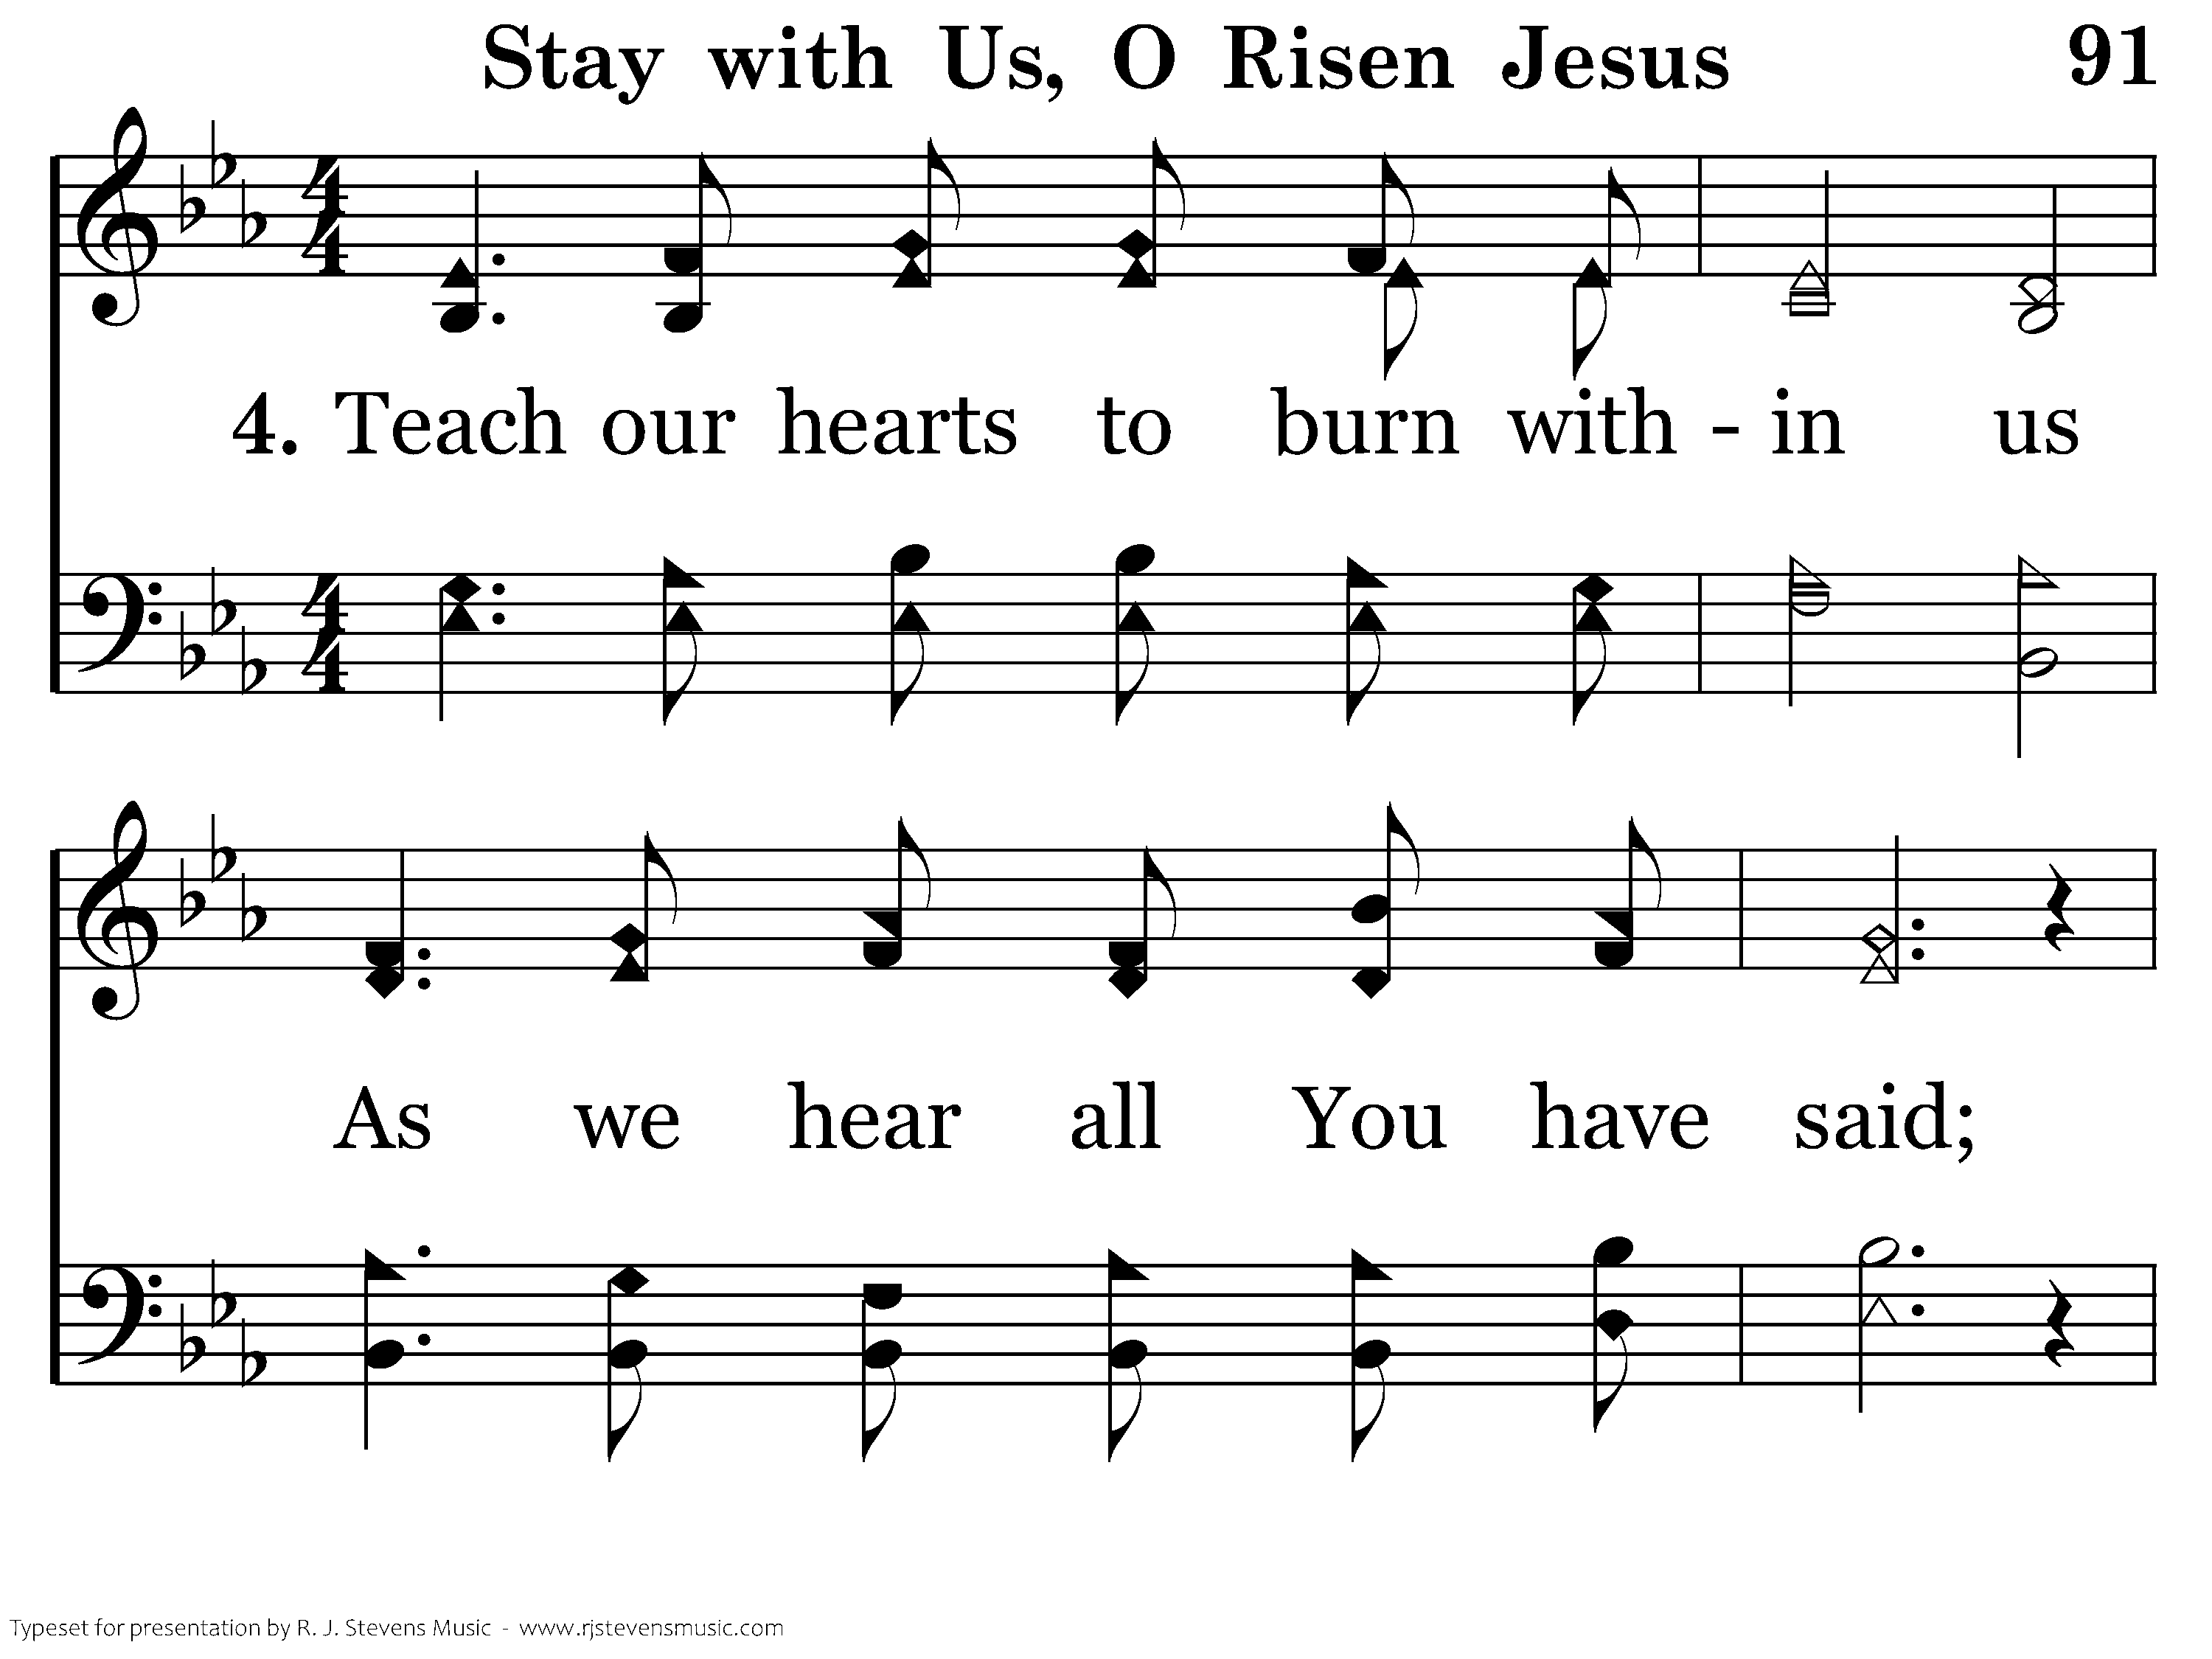 Stay with Us, O Risen Jesus 91
4. Teach our hearts to burn with - in us
As we hear all You have said;
Typeset for presentation by R. J. Stevens Music - www.rjstevensmusic.com